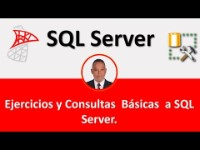 SQL Server
Ejercicios y Consultas Básicas a SQL
Server.